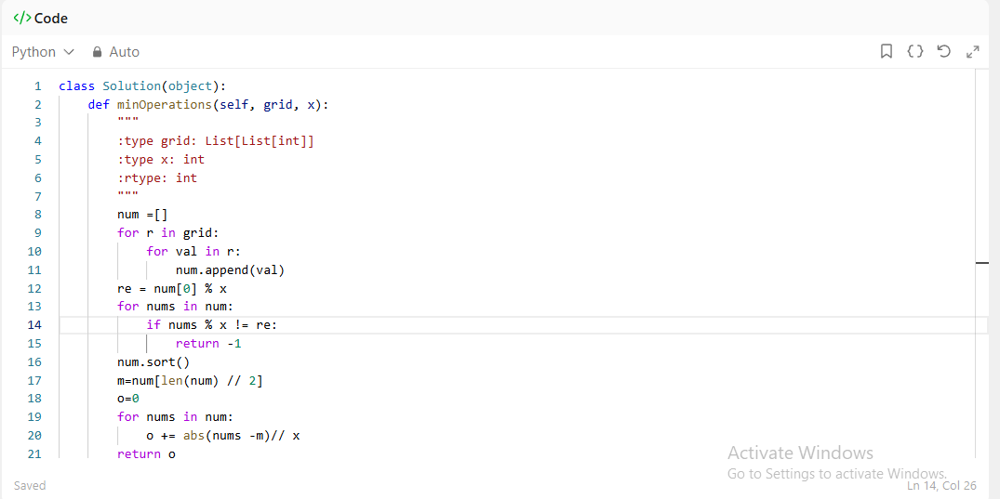 </> Code
Python Auto
1 class Solution(object):
2     def minOperations(self, grid, x):
3         """
4         :type grid: List[List[int]]
5         :type x: int
6         :rtype: int
7         """
8         num =[]
9         for r in grid:
10             for val in r:
11                 num.append(val)
12         re = num[0] % x
13         for nums in num:
14             if nums % x != re:
15                 return -1
16         num.sort()
17         m=num[len(num) // 2]
18         o=0
19         for nums in num:
20             o += abs(nums -m)// x
21         return o
Activate Windows
Go to Settings to activate Windows.
Saved Ln 14, Col 26